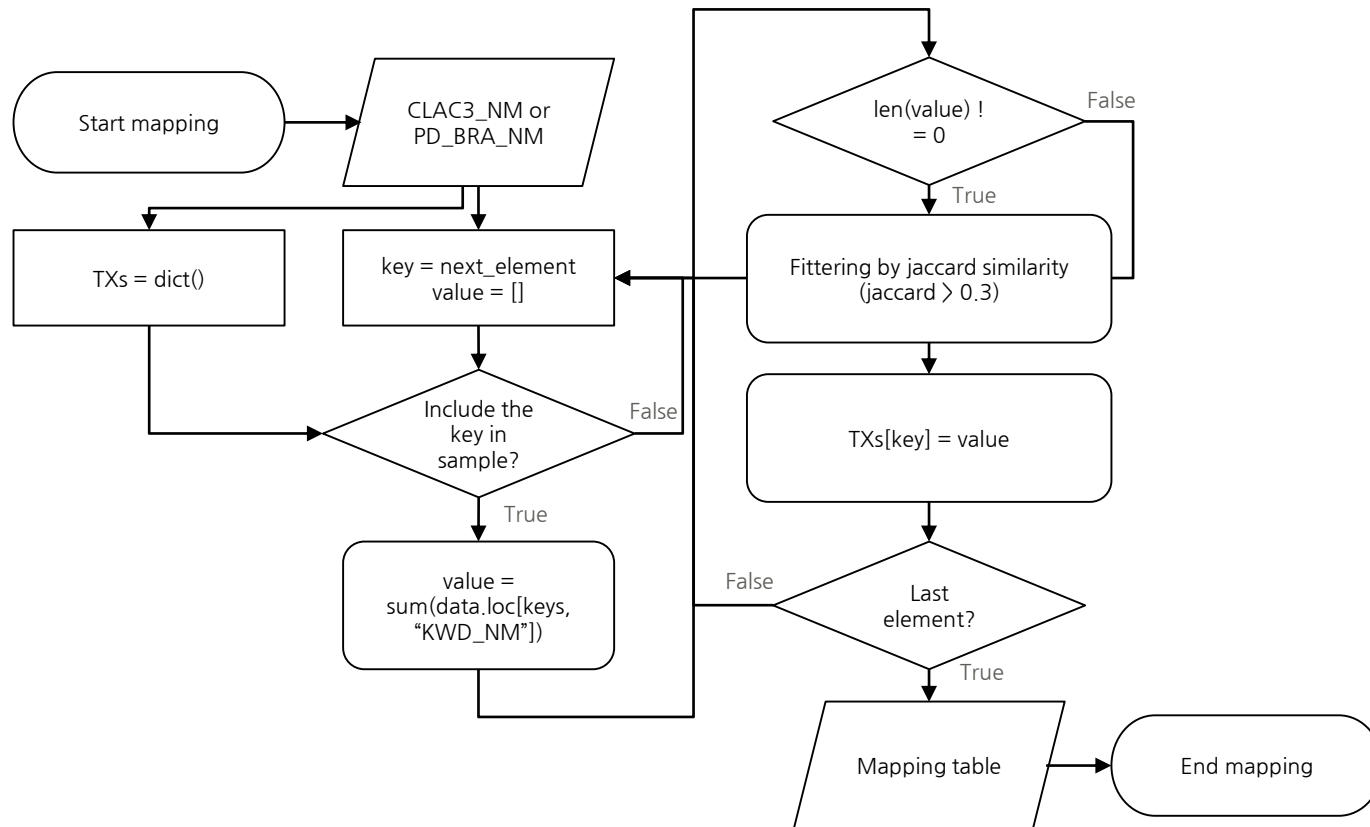 Start mapping
CLAC3_NM or
PD_BRA_NM
TXs = dict()
key = next_element
value = []
Include the
key in
sample?
False
True
value =
sum(data.loc[keys,
“KWD_NM”])
len(value) !
= 0
False
True
Fittering by jaccard similarity
(jaccard > 0.3)
TXs[key] = value
False
Last
element?
True
Mapping table
End mapping